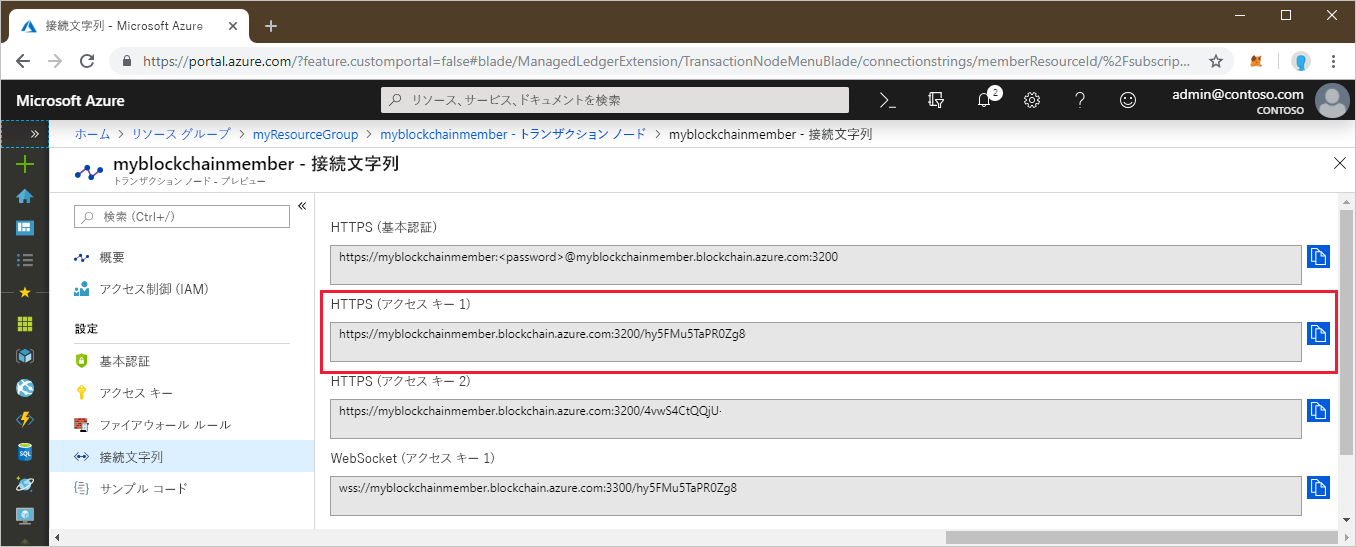 接続文字列 - Microsoft Azure
https://portal.azure.com/?feature.customportal=false#blade/ManagedLedgerExtension/TransactionNodeMenuBlade/connectionstrings/memberResourceId/%2Fsubscrip...
Microsoft Azure
リソース、サービス、ドキュメントを検索
2
admin@contoso.com
CONTOSO
ホーム > リソース グループ > myResourceGroup > myblockchainmember - トランザクション ノード > myblockchainmember - 接続文字列
myblockchainmember - 接続文字列
トランザクション ノード - プレビュー
検索 (Ctrl+/)
概要
アクセス制御 (IAM)
設定
基本認証
アクセス キー
ファイアウォール ルール
接続文字列
サンプル コード
HTTPS (基本認証)
https://myblockchainmember:<password>@myblockchainmember.blockchain.azure.com:3200
HTTPS (アクセス キー 1)
https://myblockchainmember.blockchain.azure.com:3200/hy5FMu5TaPR0Zg8
HTTPS (アクセス キー 2)
https://myblockchainmember.blockchain.azure.com:3200/4vwS4CtQQjU-
WebSocket (アクセス キー 1)
wss://myblockchainmember.blockchain.azure.com:3300/hy5FMu5TaPR0Zg8